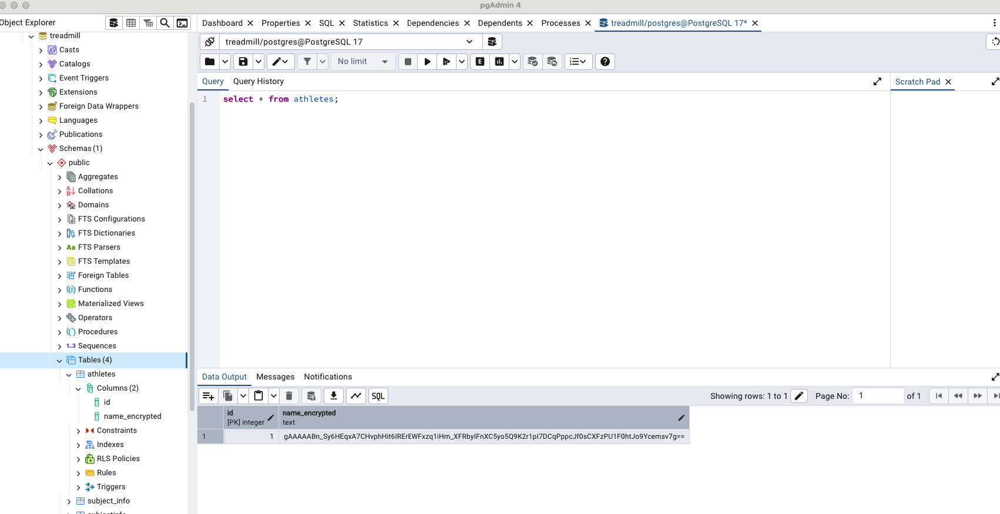 pgAdmin 4
Object Explorer
Dashboard
Properties
SQL
Statistics
Dependencies
Dependents
Processes
treadmill/postgres@PostgreSQL 17*
treadmill/postgres@PostgreSQL 17
No limit
Query
Query History
Scratch Pad
1
select * from athletes;
treadmill
Casts
Catalogs
Event Triggers
Extensions
Foreign Data Wrappers
Languages
Publications
Schemas (1)
public
Aggregates
Collations
Domains
FTS Configurations
FTS Dictionaries
FTS Parsers
FTS Templates
Foreign Tables
Functions
Materialized Views
Operators
Procedures
1..3 Sequences
Tables (4)
athletes
Columns (2)
id
name_encrypted
Constraints
Indexes
RLS Policies
Rules
Triggers
subject_info
Data Output
Messages
Notifications
SQL
Showing rows: 1 to 1
Page No: 1 of 1
id
[PK] integer
name_encrypted
text
1
1
gAAAAABn_Sy6HEqxA7CHvphHit6IRErEWFxzq1iHm_XFRbyIFnXC5yo5Q9K2r1pI7DCqPppcJf0sCXFzPU1F0htJo9Ycemsv7g==